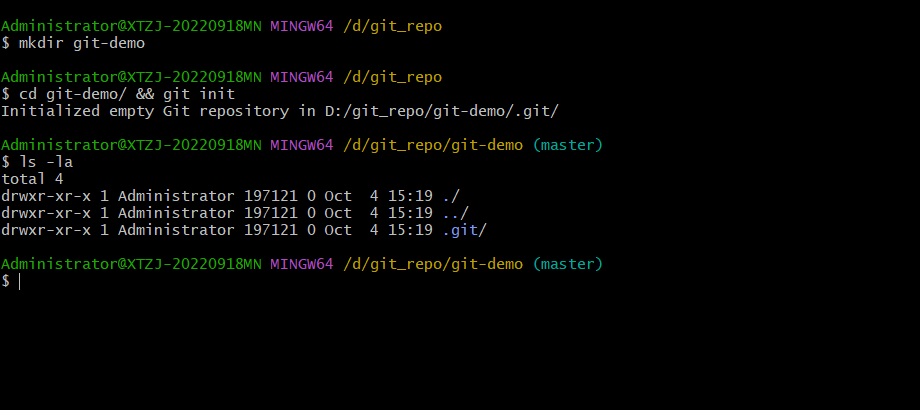 Administrator@XTZJ-20220918MN MINGW64 /d/git_repo
$ mkdir git-demo
Administrator@XTZJ-20220918MN MINGW64 /d/git_repo
$ cd git-demo/ && git init
Initialized empty Git repository in D:/git_repo/git-demo/.git/
Administrator@XTZJ-20220918MN MINGW64 /d/git_repo/git-demo (master)
$ ls -la
total 4
drwxr-xr-x 1 Administrator 197121 0 Oct  4 15:19 ./
drwxr-xr-x 1 Administrator 197121 0 Oct  4 15:19 ../
drwxr-xr-x 1 Administrator 197121 0 Oct  4 15:19 .git/
Administrator@XTZJ-20220918MN MINGW64 /d/git_repo/git-demo (master)
$